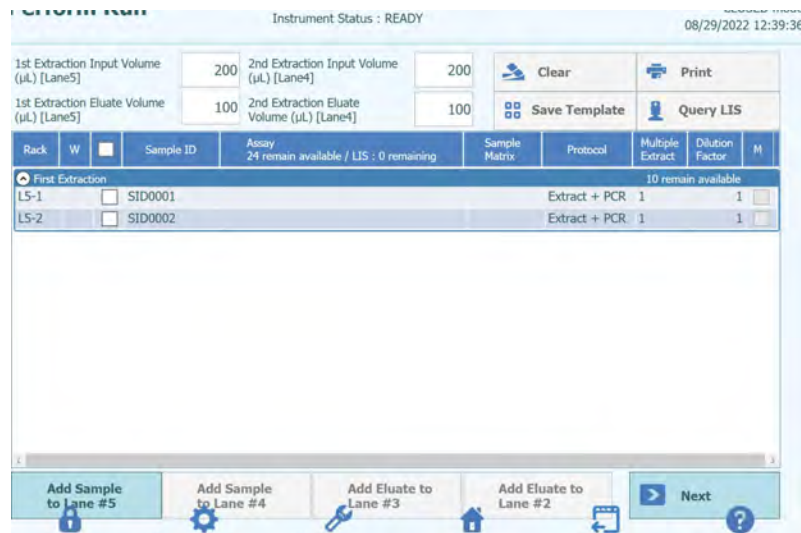 Perform Run
Instrument Status : READY
08/29/2022 12:39:36
1st Extraction Input Volume (µL) [Lane5]
200
2nd Extraction Input Volume (µL) [Lane4]
200
Clear
Print
1st Extraction Eluate Volume (µL) [Lane5]
100
2nd Extraction Eluate Volume (µL) [Lane4]
100
Save Template
Query LIS
Rack W Sample ID Assay 24 remain available / LIS : 0 remaining Sample Matrix Protocol Multiple Extract Dilution Factor M
First Extraction 10 remain available
L5-1 SID0001 Extract + PCR 1 1
L5-2 SID0002 Extract + PCR 1 1
Add Sample to Lane #5
Add Sample to Lane #4
Add Eluate to Lane #3
Add Eluate to Lane #2
Next